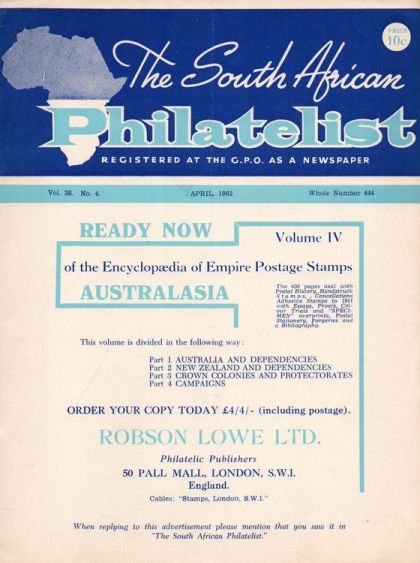 PRICE
10c
The South African
Philatelist
REGISTERED AT THE G.P.O. AS A NEWSPAPER
Vol. 38. No. 4. APRIL, 1962 Whole Number 444
READY NOW
Volume IV
of the Encyclopædia of Empire Postage Stamps
AUSTRALASIA
The 630 pages deal with
Postal History, Handstruck
Stamps, , Cancellations
Adhesive Stamps to 1951
with Essays, Proofs, Col-
our Trials and "SPECI-
MEN" overprints, Postal
Stationery, Forgeries and
a Bibliography.
This volume is divided in the following way:
Part 1 AUSTRALIA AND DEPENDENCIES
Part 2 NEW ZEALAND AND DEPENDENCIES
Part 3 CROWN COLONIES AND PROTECTORATES
Part 4 CAMPAIGNS
ORDER YOUR COPY TODAY £4/4/- (including postage).
ROBSON LOWE LTD.
Philatelic Publishers
50 PALL MALL, LONDON, S.W.1.
England.
Cables: "Stamps, London, S.W.1."
When replying to this advertisement please mention that you saw it in
"The South African Philatelist."